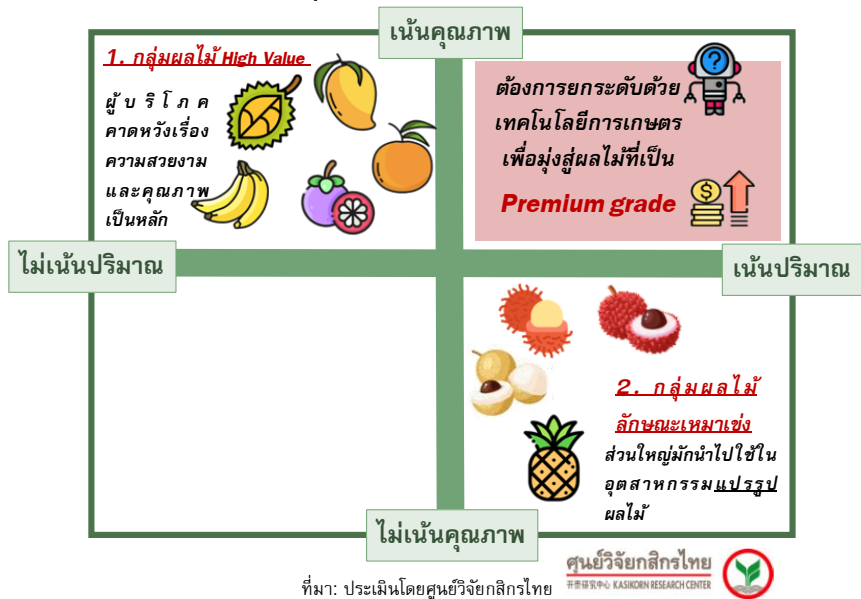 เน้นคุณภาพ
1. กลุ่มผลไม้ High Value
ผู้บริโภค
คาดหวังเรื่อง
ความสวยงาม
และคุณภาพ
เป็นหลัก
?
ต้องการยกระดับด้วย
เทคโนโลยีการเกษตร
เพื่อมุ่งสู่ผลไม้ที่เป็น
Premium grade
$
ไม่เน้นปริมาณ
เน้นปริมาณ
2. กลุ่มผลไม้
ลักษณะเหมาเข่ง
ส่วนใหญ่มักนำไปใช้ใน
อุตสาหกรรมแปรรูป
ผลไม้
ไม่เน้นคุณภาพ
ที่มา: ประเมินโดยศูนย์วิจัยกสิกรไทย
ศูนย์วิจัยกสิกรไทย
开泰研究中心 KASIKORN RESEARCH CENTER